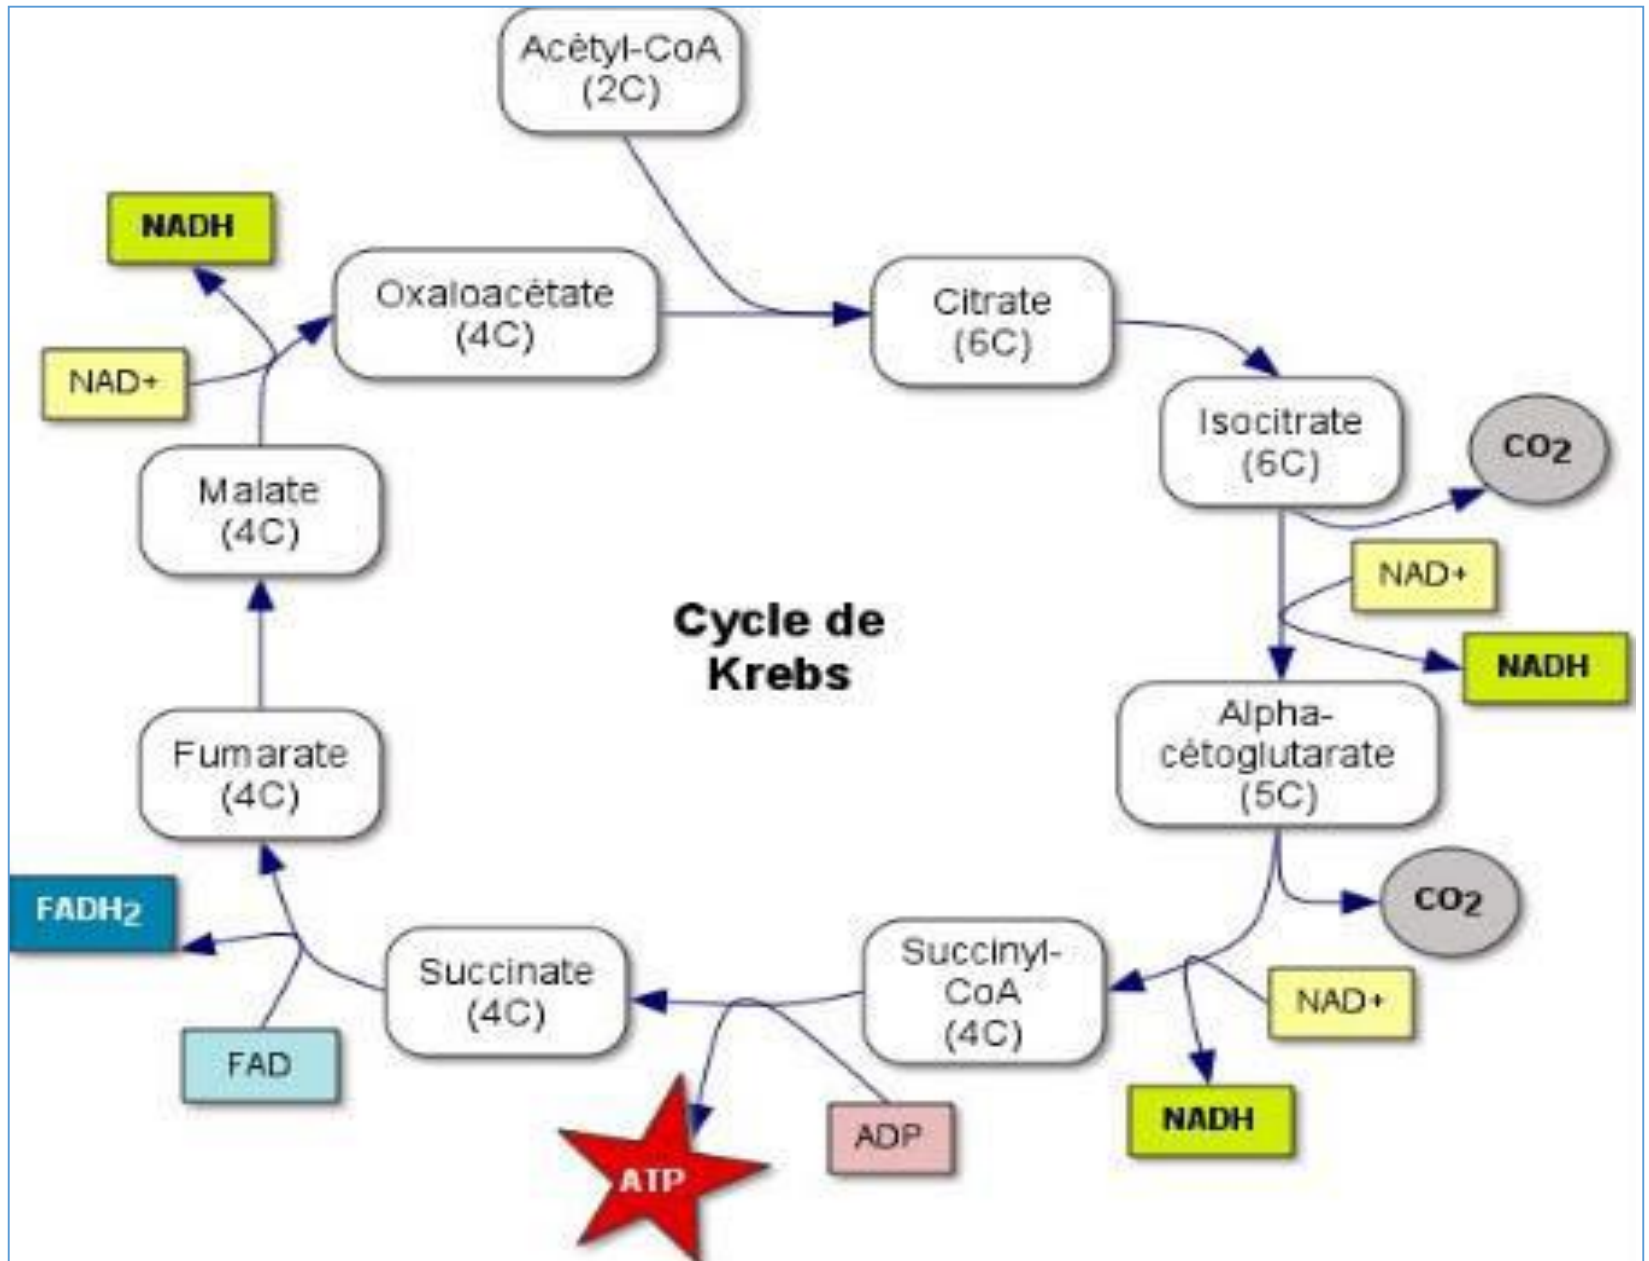 Acétyl-CoA
(2C)
NADH
Oxaloacétate
(4C)
Citrate
(6C)
NAD+
Isocitrate
(6C)
CO2
Malate
(4C)
NAD+
Cycle de
Krebs
NADH
Alpha-
cétoglutarate
(5C)
Fumarate
(4C)
FADH2
CO2
Succinate
(4C)
Succinyl-
CoA
(4C)
NAD+
FAD
ADP
NADH
ATP